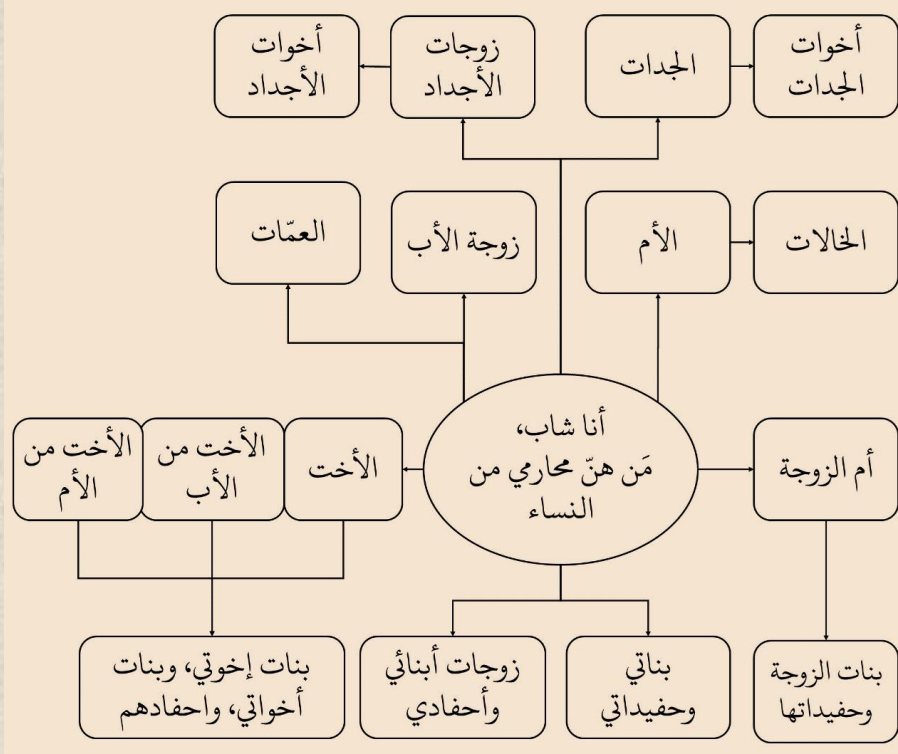 أخوات
الجدات
الجدات
زوجات
الأجداد
أخوات
الأجداد
الخالات
الأم
زوجة الأب
العمّات
أنا شاب،
مَن هنّ محارمي من
النساء
أم الزوجة
الأخت
الأخت من
الأب
الأخت من
الأم
بنات الزوجة
وحفيداتها
بناتي
وحفيداتي
زوجات أبنائي
وأحفادي
بنات إخوتي، وبنات
أخواتي، واحفادهم